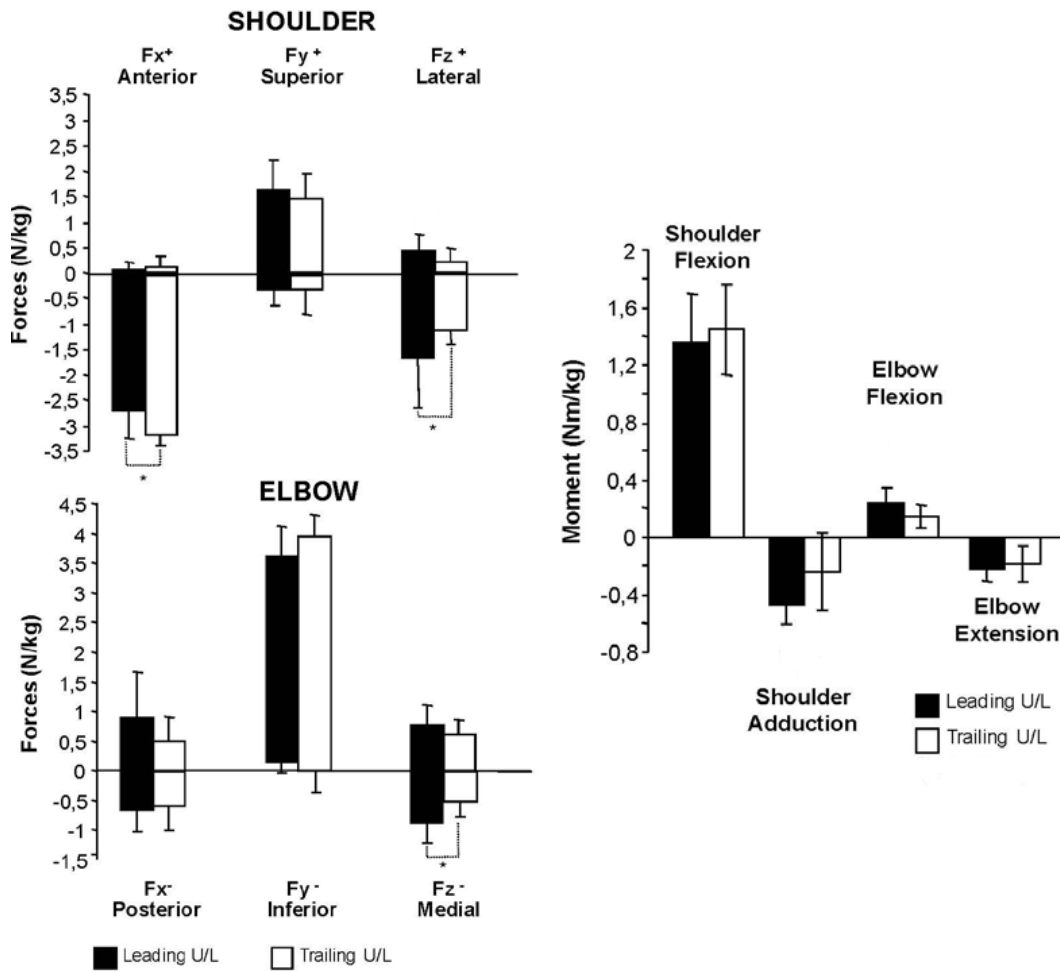 SHOULDER
Fx+ Fy+ Fz+
Anterior Superior Lateral
3,5
3
2,5
2
1,5
1
0,5
0
-0,5
-1
-1,5
-2
-2,5
-3
-3,5
Forces (N/kg)
*
*
ELBOW
4,5
4
3,5
3
2,5
2
1,5
1
0,5
0
-0,5
-1
-1,5
Forces (N/kg)
*
Fx- Fy- Fz-
Posterior Inferior Medial
Leading U/L Trailing U/L
Shoulder
Flexion
2
1,6
1,2
0,4
0
-0,4
-0,8
Moment (Nm/kg)
Elbow
Flexion
Elbow
Extension
Shoulder
Adduction
Leading U/L
Trailing U/L